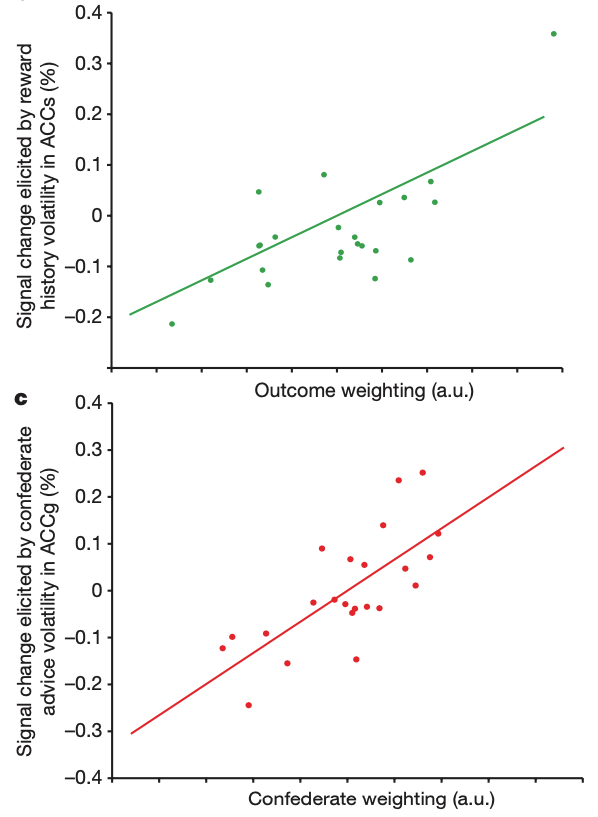 0.4
0.3
0.2
0.1
0
–0.1
–0.2
Signal change elicited by reward
history volatility in ACCs (%)
Outcome weighting (a.u.)
c
0.4
0.3
0.2
0.1
0
–0.1
–0.2
–0.3
–0.4
Signal change elicited by confederate
advice volatility in ACCg (%)
Confederate weighting (a.u.)